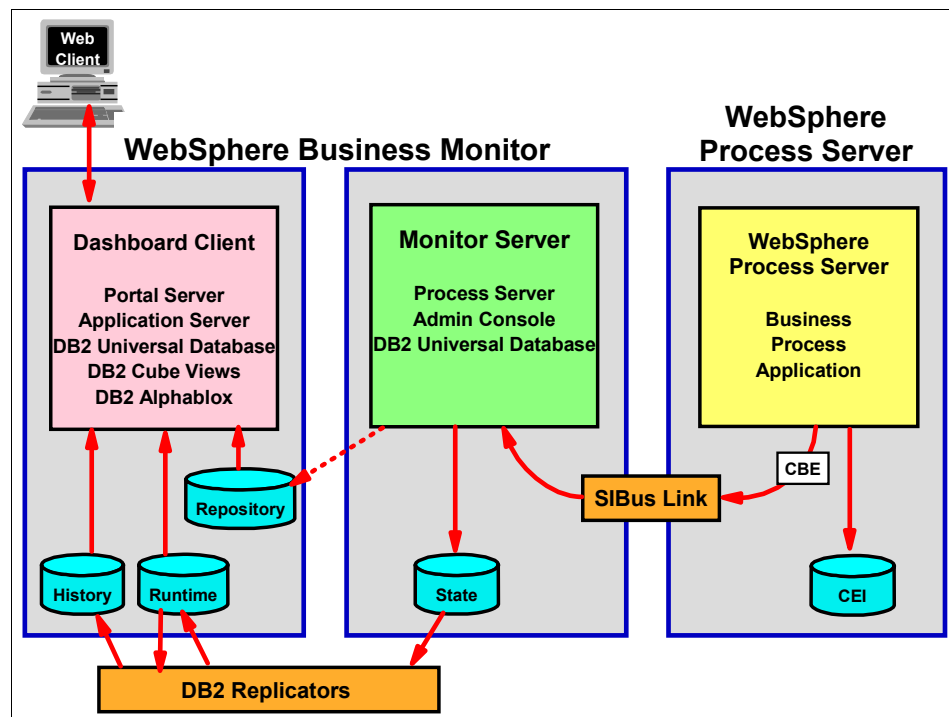 Web
Client
WebSphere Business Monitor
WebSphere
Process Server
Dashboard Client
Portal Server
Application Server
DB2 Universal Database
DB2 Cube Views
DB2 Alphablox
Monitor Server
Process Server
Admin Console
DB2 Universal Database
WebSphere
Process Server
Business
Process
Application
CBE
SIBus Link
Repository
History
Runtime
State
CEI
DB2 Replicators